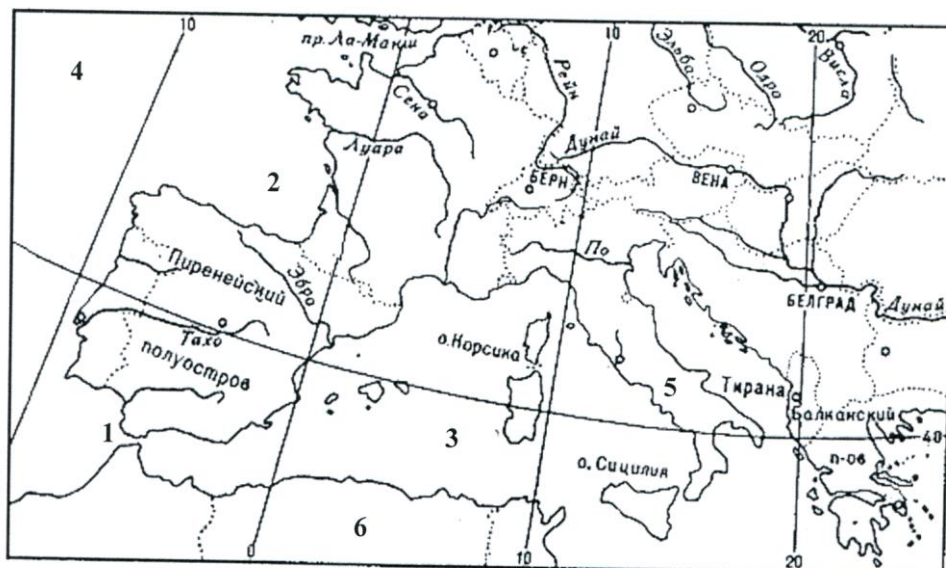 10
10
20
пр. Ла-Манш
Эльба
Одра
Висла
4
Рейн
Сена
Луара
Дунай
2
БЕРН
ВЕНА
По
Эбро
Пиренейский
БЕЛГРАД
Дунай
Тахо
о.Корсика
полуостров
5
Тирана
Балканский
1
3
40
п-ов
о. Сицилия
6
0
10
20